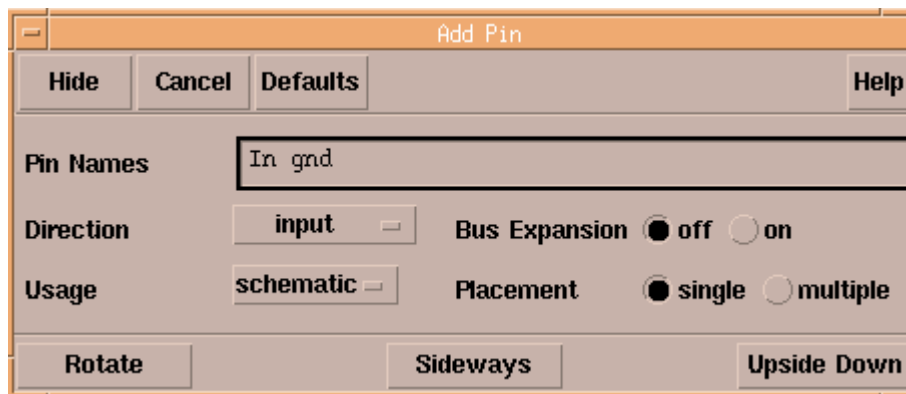 Add Pin
Hide Cancel Defaults Help
Pin Names In gnd
Direction input Bus Expansion off on
Usage schematic Placement single multiple
Rotate Sideways Upside Down